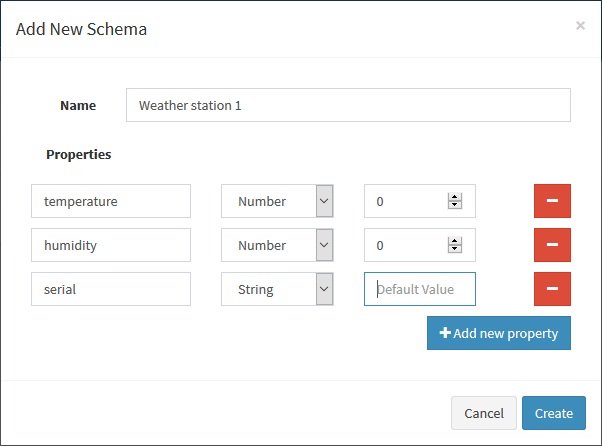 Add New Schema ×
Name Weather station 1
Properties
temperature Number 0
humidity Number 0
serial String Default Value
Add new property
Cancel Create